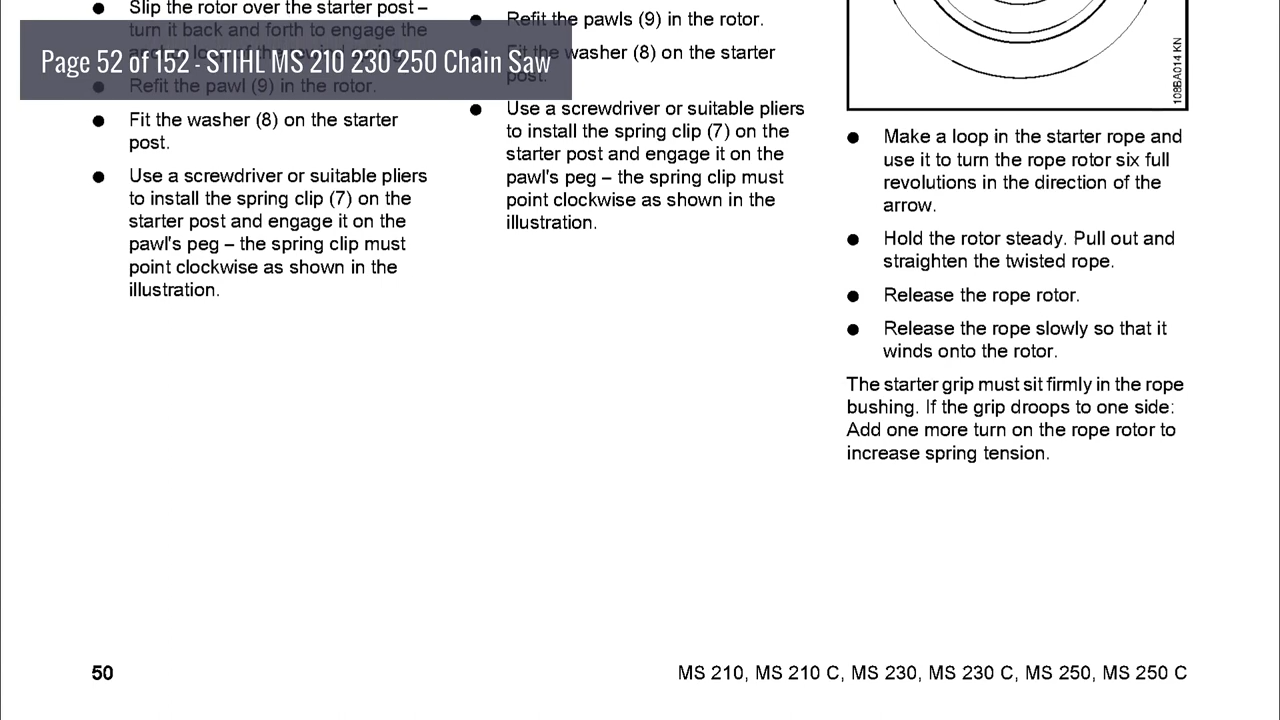 Page 52 of 152 - STIHL MS 210 230 250 Chain Saw
Slip the rotor over the starter post –
turn it back and forth to engage the
Refit the pawl (9) in the rotor.
Fit the washer (8) on the starter
post.
Use a screwdriver or suitable pliers
to install the spring clip (7) on the
starter post and engage it on the
pawl's peg – the spring clip must
point clockwise as shown in the
illustration.
Refit the pawls (9) in the rotor.
Fit the washer (8) on the starter
post.
Use a screwdriver or suitable pliers
to install the spring clip (7) on the
starter post and engage it on the
pawl's peg – the spring clip must
point clockwise as shown in the
illustration.
108BA014 KN
Make a loop in the starter rope and
use it to turn the rope rotor six full
revolutions in the direction of the
arrow.
Hold the rotor steady. Pull out and
straighten the twisted rope.
Release the rope rotor.
Release the rope slowly so that it
winds onto the rotor.
The starter grip must sit firmly in the rope
bushing. If the grip droops to one side:
Add one more turn on the rope rotor to
increase spring tension.
50
MS 210, MS 210 C, MS 230, MS 230 C, MS 250, MS 250 C